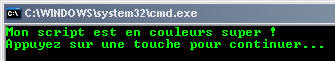 C:\WINDOWS\system32\cmd.exe
Mon script est en couleurs super !
Appuyez sur une touche pour continuer...